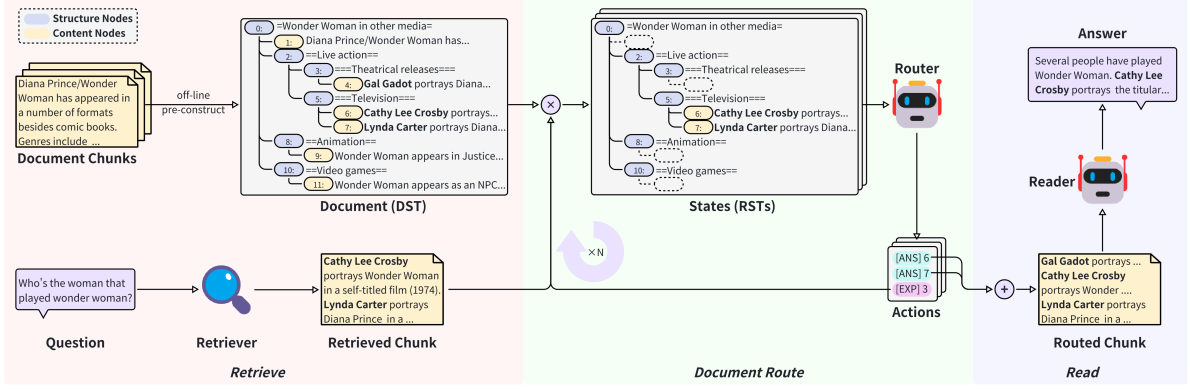 Structure Nodes
Content Nodes
Diana Prince/Wonder
Woman has appeared in
a number of formats
besides comic books.
Genres include ...
Document Chunks
off-line
pre-construct
0: =Wonder Woman in other media=
1: Diana Prince/Wonder Woman has...
2: ==Live action==
3: ===Theatrical releases===
4: Gal Gadot portrays Diana...
5: ===Television===
6: Cathy Lee Crosby portrays...
7: Lynda Carter portrays Diana...
8: ==Animation==
9: Wonder Woman appears in Justice...
10: ==Video games==
11: Wonder Woman appears as an NPC...
Document (DST)
×
0: =Wonder Woman in other media=
2: ==Live action==
3: ===Theatrical releases===
5: ===Television===
6: Cathy Lee Crosby portrays...
7: Lynda Carter portrays Diana...
8: ==Animation==
10: ==Video games==
States (RSTs)
Router
Answer
Several people have played
Wonder Woman. Cathy Lee
Crosby portrays the titular...
Reader
Who's the woman that
played wonder woman?
Question
Retriever
Cathy Lee Crosby
portrays Wonder Woman
in a self-titled film (1974).
Lynda Carter portrays
Diana Prince in a ...
Retrieved Chunk
×N
[ANS] 6
[ANS] 7
[EXP] 3
Actions
+
Gal Gadot portrays ...
Cathy Lee Crosby
portrays Wonder ....
Lynda Carter portrays
Diana Prince in a ...
Routed Chunk
Retrieve
Document Route
Read